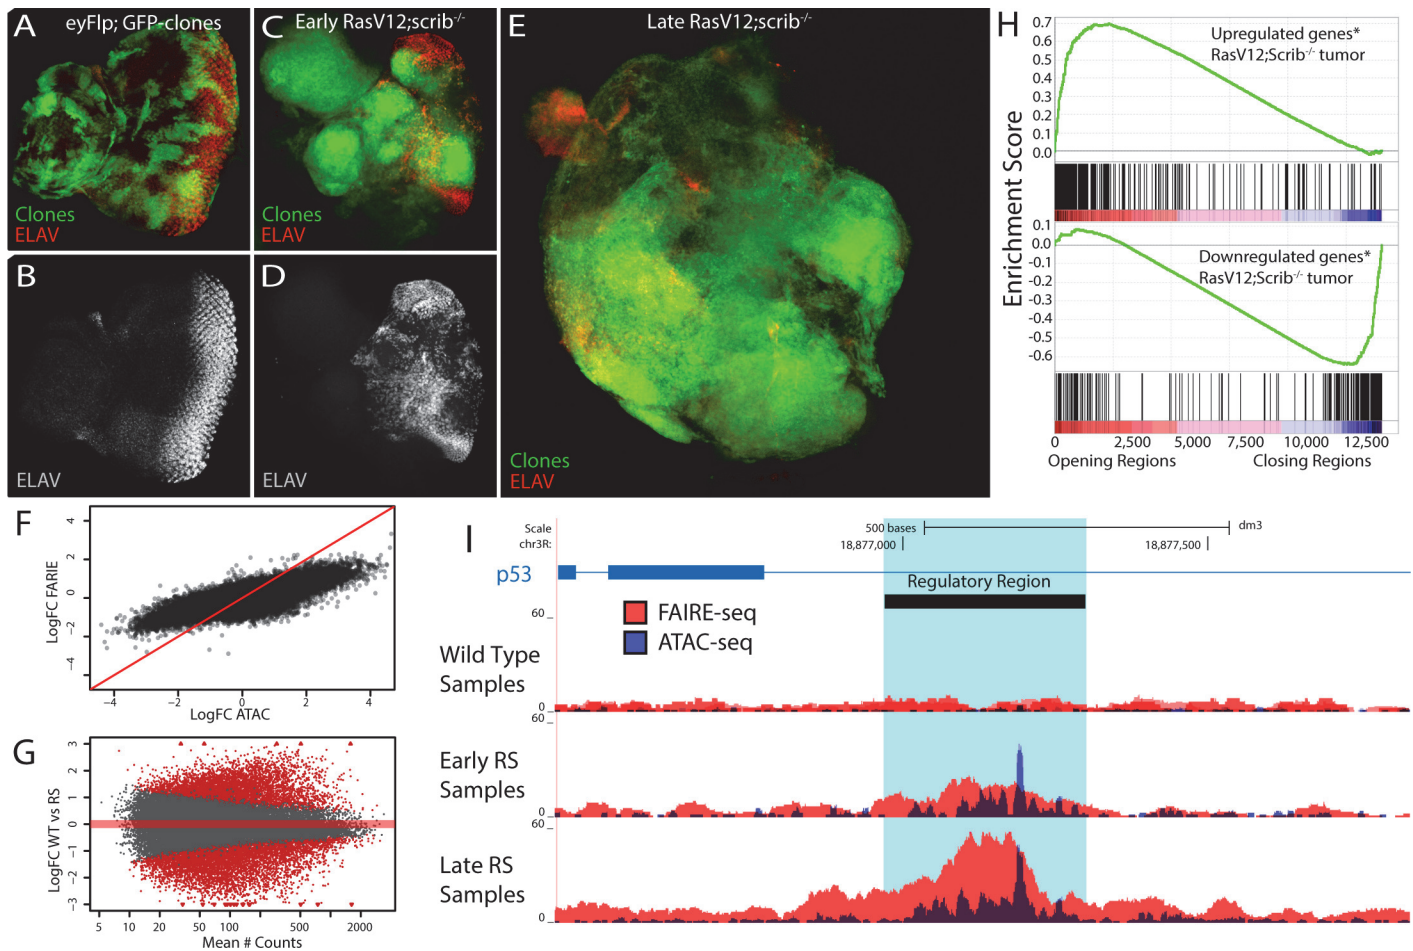 A
eyFlp; GFP-clones
Clones
ELAV
B
ELAV
C
Early RasV12;scrib-/-
Clones
ELAV
D
ELAV
E
Late RasV12;scrib-/-
Clones
ELAV
F
LogFC FARIE
4
2
0
−2
−4
−4
−2
0
2
4
LogFC ATAC
G
LogFC WT vs RS
3
2
1
0
-1
-2
-3
5
10
20
50
100
200
500
2000
Mean # Counts
H
Enrichment Score
0.7
0.6
0.5
0.4
0.3
0.2
0.1
0.0
Upregulated genes*
RasV12;Scrib-/- tumor
0.1
0.0
-0.1
-0.2
-0.3
-0.4
-0.5
-0.6
Downregulated genes*
RasV12;Scrib-/- tumor
0
2,500
5,000
7,500
10,000
12,500
Opening Regions
Closing Regions
I
Scale
500 bases
dm3
chr3R:
18,877,000
18,877,500
p53
Regulatory Region
60
FAIRE-seq
ATAC-seq
Wild Type
Samples
0
60
Early RS
Samples
0
60
Late RS
Samples
0